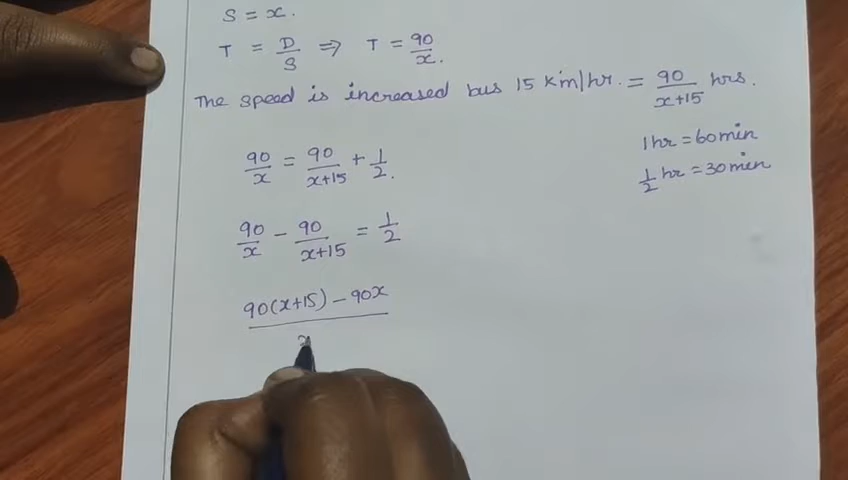 S = x.
T = D/S ⇒ T = 90/x.
The speed is increased bus 15 km/hr. = 90/x+15 hrs.
1 hr = 60 min
90/x = 90/x+15 + 1/2.
1/2 hr = 30 min
90/x - 90/x+15 = 1/2
90(x+15) - 90x
x